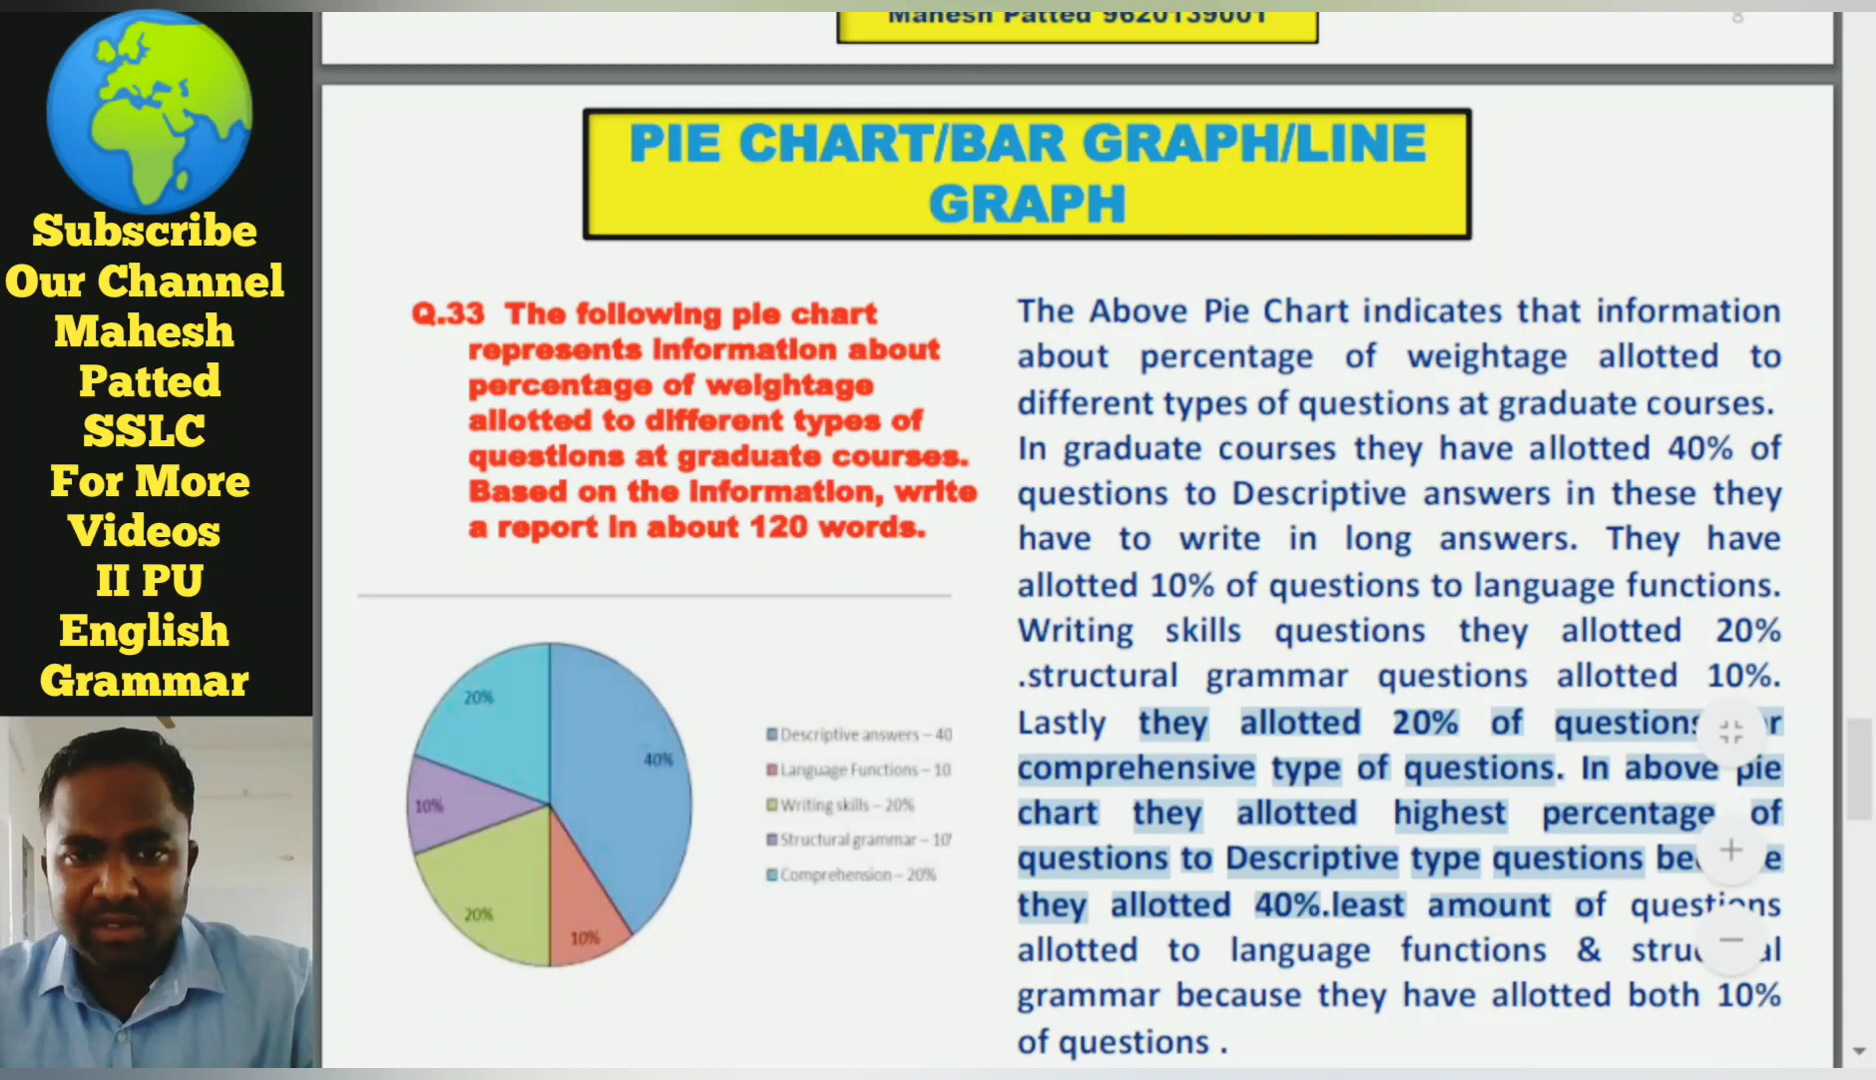 Mahesh Patted 9620139001
8
Subscribe
Our Channel
Mahesh
Patted
SSLC
For More
Videos
II PU
English
Grammar
PIE CHART/BAR GRAPH/LINE
GRAPH
Q.33 The following pie chart
represents information about
percentage of weightage
allotted to different types of
questions at graduate courses.
Based on the information, write
a report in about 120 words.
20%
40%
10%
20%
10%
Descriptive answers – 40
Language Functions – 10
Writing skills – 20%
Structural grammar – 10
Comprehension – 20%
The Above Pie Chart indicates that information
about percentage of weightage allotted to
different types of questions at graduate courses.
In graduate courses they have allotted 40% of
questions to Descriptive answers in these they
have to write in long answers. They have
allotted 10% of questions to language functions.
Writing skills questions they allotted 20%
.structural grammar questions allotted 10%.
Lastly they allotted 20% of questions
comprehensive type of questions. In above pie
chart they allotted highest percentage of
questions to Descriptive type questions
they allotted 40%.least amount of questions
allotted to language functions &
grammar because they have allotted both 10%
of questions .